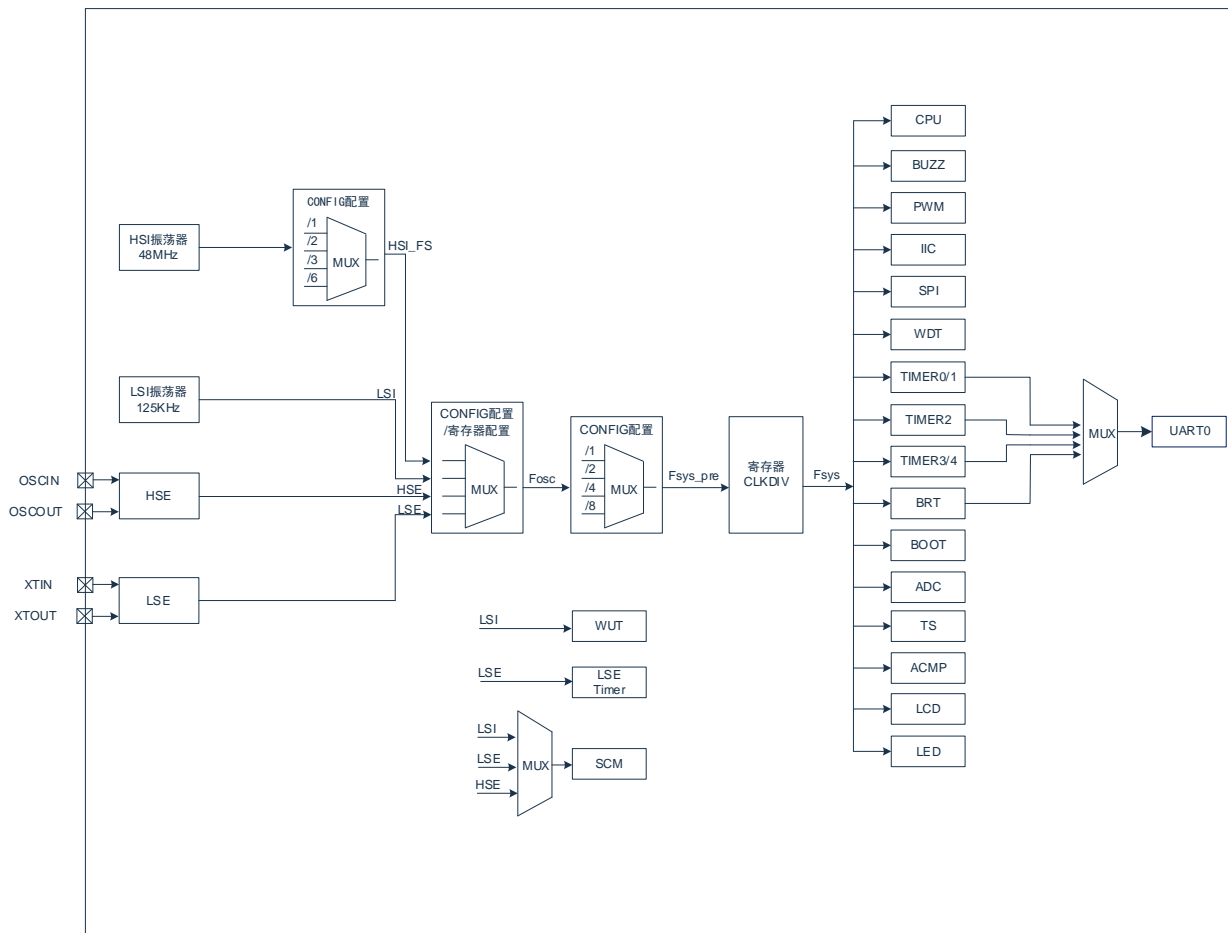 CONFIG配置
/1
/2
/3
/6
MUX
HSI_FS
HSI振荡器
48MHz
LSI振荡器
125KHz
LSI
OSCIN
OSCOUT
HSE
HSE
XTIN
XTOUT
LSE
LSE
CONFIG配置
/寄存器配置
MUX
Fosc
CONFIG配置
/1
/2
/4
/8
MUX
Fsys_pre
寄存器
CLKDIV
Fsys
CPU
BUZZ
PWM
IIC
SPI
WDT
TIMER0/1
TIMER2
TIMER3/4
BRT
BOOT
ADC
TS
ACMP
LCD
LED
MUX
UART0
LSI
WUT
LSE
LSE
Timer
LSI
LSE
HSE
MUX
SCM